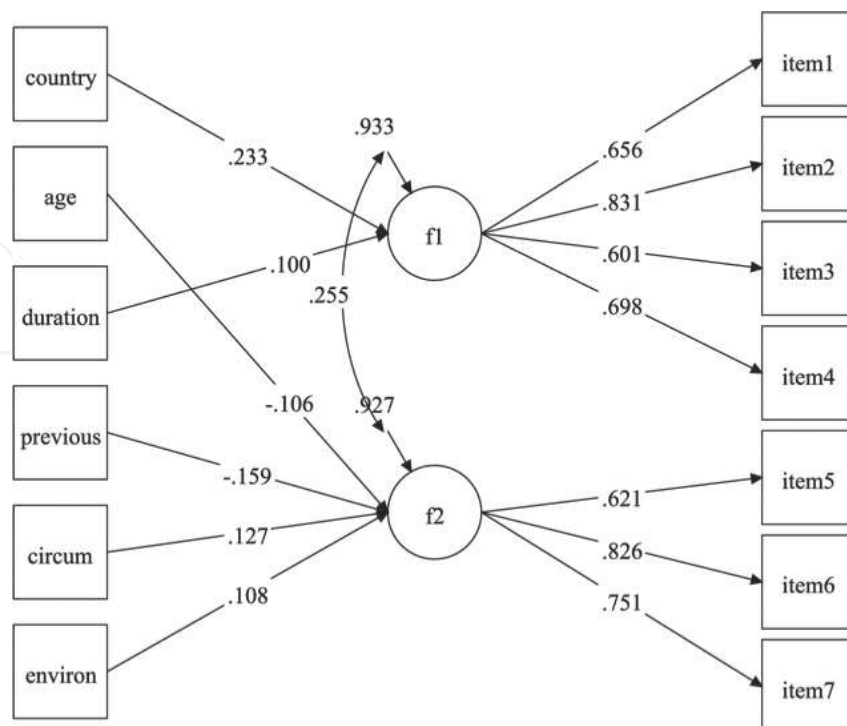 country
age
duration
previous
circum
environ
.233
.100
-.106
-.159
.127
.108
.933
.255
.927
f1
f2
.656
.831
.601
.698
.621
.826
.751
item1
item2
item3
item4
item5
item6
item7